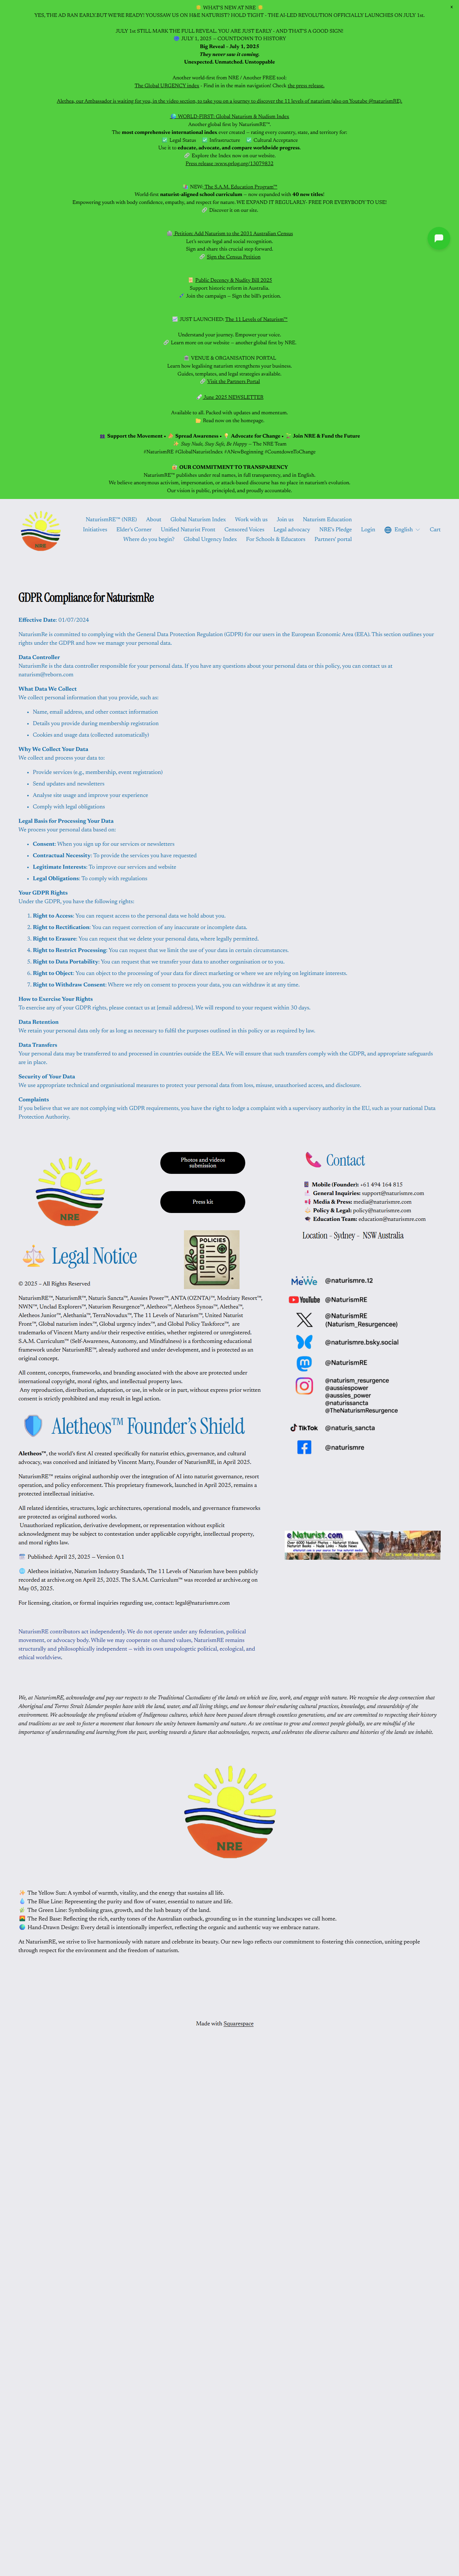 🌟 WHAT'S NEW AT NRE 🌟
YES, THE AD RAN EARLY.BUT WE'RE READY! YOU SAW US ON H&E NATURIST? HOLD TIGHT - THE AI-LED REVOLUTION OFFICIALLY LAUNCHES ON JULY 1st.
JULY 1st STILL MARK THE FULL REVEAL. YOU ARE JUST EARLY - AND THAT'S A GOOD SIGN!
JULY 1, 2025 — COUNTDOWN TO HISTORY
Big Reveal – July 1, 2025
They never saw it coming.
Unexpected. Unmatched. Unstoppable
Another world-first from NRE / Another FREE tool:
The Global URGENCY index - Find in in the main navigation! Check the press release.
Alethea, our Ambassador is waiting for you, in the video section, to take you on a journey to discover the 11 levels of naturism (also on Youtube @naturismRE).
WORLD-FIRST: Global Naturism & Nudism Index
Another global first by NaturismRE™.
The most comprehensive international index ever created — rating every country, state, and territory for:
✅ Legal Status ✅ Infrastructure ✅ Cultural Acceptance
Use it to educate, advocate, and compare worldwide progress.
Explore the Index now on our website.
Press release :www.prlog.org/13079832
NEW: The S.A.M. Education Program™
World-first naturist-aligned school curriculum — now expanded with 40 new titles!
Empowering youth with body confidence, empathy, and respect for nature. WE EXPAND IT REGULARLY- FREE FOR EVERYBODY TO USE!
Discover it on our site.
Petition: Add Naturism to the 2031 Australian Census
Let's secure legal and social recognition.
Sign and share this crucial step forward.
Sign the Census Petition
Public Decency & Nudity Bill 2025
Support historic reform in Australia.
Join the campaign — Sign the bill's petition.
JUST LAUNCHED: The 11 Levels of Naturism™
Understand your journey. Empower your voice.
Learn more on our website — another global first by NRE.
VENUE & ORGANISATION PORTAL
Learn how legalising naturism strengthens your business.
Guides, templates, and legal strategies available.
Visit the Partners Portal
June 2025 NEWSLETTER
Available to all. Packed with updates and momentum.
Read now on the homepage.
Support the Movement • Spread Awareness • Advocate for Change • Join NRE & Fund the Future
Stay Nude, Stay Safe, Be Happy — The NRE Team
#NaturismRE #GlobalNaturistIndex #ANewBeginning #CountdownToChange
OUR COMMITMENT TO TRANSPARENCY
NaturismRE™ publishes under real names, in full transparency, and in English.
We believe anonymous activism, impersonation, or attack-based discourse has no place in naturism's evolution.
Our vision is public, principled, and proudly accountable.
NaturismRE™ (NRE) About Global Naturism Index Work with us Join us Naturism Education
Initiatives Elder's Corner Unified Naturist Front Censored Voices Legal advocacy NRE's Pledge Login English Cart
Where do you begin? Global Urgency Index For Schools & Educators Partners' portal
GDPR Compliance for NaturismRe
Effective Date: 01/07/2024
NaturismRe is committed to complying with the General Data Protection Regulation (GDPR) for our users in the European Economic Area (EEA). This section outlines your
rights under the GDPR and how we manage your personal data.
Data Controller
NaturismRe is the data controller responsible for your personal data. If you have any questions about your personal data or this policy, you can contact us at
naturism@reborn.com
What Data We Collect
We collect personal information that you provide, such as:
• Name, email address, and other contact information
• Details you provide during membership registration
• Cookies and usage data (collected automatically)
Why We Collect Your Data
We collect and process your data to:
• Provide services (e.g., membership, event registration)
• Send updates and newsletters
• Analyse site usage and improve your experience
• Comply with legal obligations
Legal Basis for Processing Your Data
We process your personal data based on:
• Consent: When you sign up for our services or newsletters
• Contractual Necessity: To provide the services you have requested
• Legitimate Interests: To improve our services and website
• Legal Obligations: To comply with regulations
Your GDPR Rights
Under the GDPR, you have the following rights:
1. Right to Access: You can request access to the personal data we hold about you.
2. Right to Rectification: You can request correction of any inaccurate or incomplete data.
3. Right to Erasure: You can request that we delete your personal data, where legally permitted.
4. Right to Restrict Processing: You can request that we limit the use of your data in certain circumstances.
5. Right to Data Portability: You can request that we transfer your data to another organisation or to you.
6. Right to Object: You can object to the processing of your data for direct marketing or where we are relying on legitimate interests.
7. Right to Withdraw Consent: Where we rely on consent to process your data, you can withdraw it at any time.
How to Exercise Your Rights
To exercise any of your GDPR rights, please contact us at [email address]. We will respond to your request within 30 days.
Data Retention
We retain your personal data only for as long as necessary to fulfil the purposes outlined in this policy or as required by law.
Data Transfers
Your personal data may be transferred to and processed in countries outside the EEA. We will ensure that such transfers comply with the GDPR, and appropriate safeguards
are in place.
Security of Your Data
We use appropriate technical and organisational measures to protect your personal data from loss, misuse, unauthorised access, and disclosure.
Complaints
If you believe that we are not complying with GDPR requirements, you have the right to lodge a complaint with a supervisory authority in the EU, such as your national Data
Protection Authority.
NRE
⚖️ Legal Notice
© 2025 – All Rights Reserved
NaturismRE™, NaturismR™, Naturis Sancta™, Aussies Power™, ANTA (OZNTA)™, Modriaty Resors™,
NWN™, Unclad Explorers™, Naturism Resurgence™, Aletheos™, Aletheos Synous™, Alethea™,
Aletheos Junior™, Alethania™, TerraNovadus™, The 11 Levels of Naturism™, United Naturist
Front™, Global naturism index™, Global urgency index™, and Global Policy Taskforce™, are
trademarks of Vincent Marty and/or their respective entities, whether registered or unregistered.
S.A.M. Curriculum™ (Self-Awareness, Autonomy, and Mindfulness) is a trademarked educational
framework under NaturismRE™, already authored and under development, and is protected as an
original concept.
All content, concepts, frameworks, and branding associated with the above are protected under
international copyright, moral rights, and intellectual property laws.
Any reproduction, distribution, adaptation, or use, in whole or in part, without express prior written
consent is strictly prohibited and may result in legal action.
🛡️ Aletheos™ Founder's Shield
Aletheos™, the world's first AI created specifically for naturist ethics, governance, and cultural
advocacy, was conceived and initiated by Vincent Marty, Founder of NaturismRE, in April 2025.
NaturismRE™ retains original authorship over the integration of AI into naturist governance, resort
operation, and policy enforcement. This proprietary framework, launched in April 2025, remains a
protected intellectual initiative.
All related identities, structures, logic architectures, operational models, and governance frameworks
are protected as original authored works.
Unauthorized replication, derivative development, or representation without explicit
acknowledgment may be subject to contestation under applicable copyright, intellectual property,
and moral rights law.
Published: April 25, 2025 – Version 0.1
Aletheos initiative, Naturism Standards, The 11 Levels of Naturism have been publicly
recorded at archive.org on April 25, 2025. The S.A.M. Curriculum™ was recorded at archive.org on
May 05, 2025.
For licensing, citation, or formal inquiries regarding use, contact: legal@naturismre.com
NaturismRE contributors act independently. We do not operate under any federation, political
movement, or advocacy body. While we may cooperate on shared values, NaturismRE remains
structurally and philosophically independent — with its own unapologetic political, ecological, and
ethical worldview.
Photos and videos
submission
Press kit
POLICIES
📞 Contact
Mobile (Founder): +61 494 164 815
General Inquiries: support@naturismre.com
Media & Press: media@naturismre.com
Policy & Legal: policy@naturismre.com
Education Team: education@naturismre.com
Location - Sydney - NSW Australia
MeWe @naturismre.12
YouTube @NaturismRE
@NaturismRE
(Naturism_Resurgencee)
@naturismre.bsky.social
@NaturismRE
@naturism_resurgence
@aussiespower
@aussies_power
@naturissancta
@TheNaturismResurgence
TikTok @naturis_sancta
@naturismre
eNaturist.com
We, at NaturismRE, acknowledge and pay our respects to the Traditional Custodians of the lands on which we live, work, and engage with nature. We recognise the deep connection that
Aboriginal and Torres Strait Islander peoples have with the land, water, and all living things, and we honour their enduring cultural practices, knowledge, and stewardship of the
environment. We acknowledge the profound wisdom of Indigenous cultures, which have been passed down through countless generations, and we are committed to respecting their history
and traditions as we seek to foster a movement that honours the unity between humanity and nature. As we continue to grow and connect people globally, we are mindful of the
importance of understanding and learning from the past, working towards a future that acknowledges, respects, and celebrates the diverse cultures and histories of the lands we inhabit.
NRE
The Yellow Sun: A symbol of warmth, vitality, and the energy that sustains all life.
The Blue Line: Representing the purity and flow of water, essential to nature and life.
The Green Line: Symbolising grass, growth, and the lush beauty of the land.
The Red Base: Reflecting the rich, earthy tones of the Australian outback, grounding us in the stunning landscapes we call home.
Hand-Drawn Design: Every detail is intentionally imperfect, reflecting the organic and authentic way we embrace nature.
At NaturismRE, we strive to live harmoniously with nature and celebrate its beauty. Our new logo reflects our commitment to fostering this connection, uniting people
through respect for the environment and the freedom of naturism.
Made with Squarespace